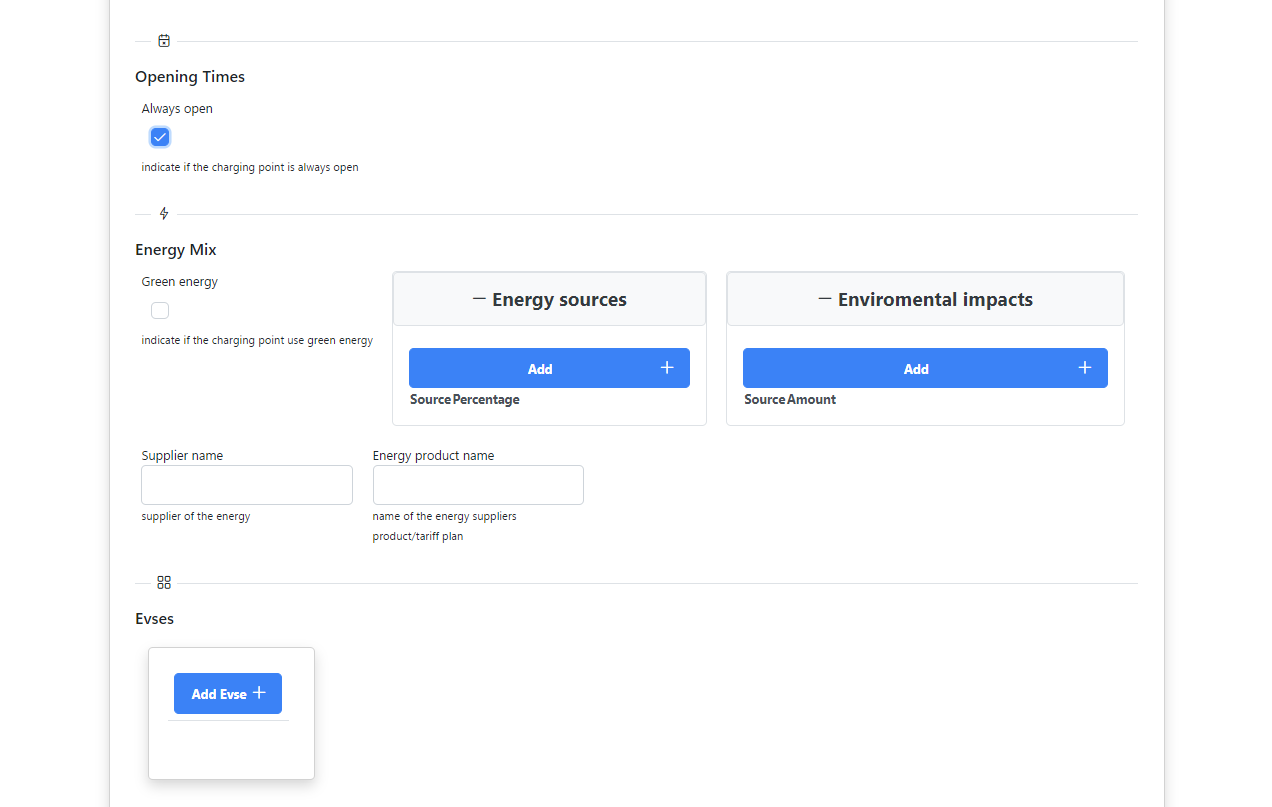 Opening Times
Always open
indicate if the charging point is always open
Energy Mix
Green energy
indicate if the charging point use green energy
Energy sources
Add
Source Percentage
Enviromental impacts
Add
Source Amount
Supplier name
supplier of the energy
Energy product name
name of the energy suppliers
product/tariff plan
Evses
Add Evse